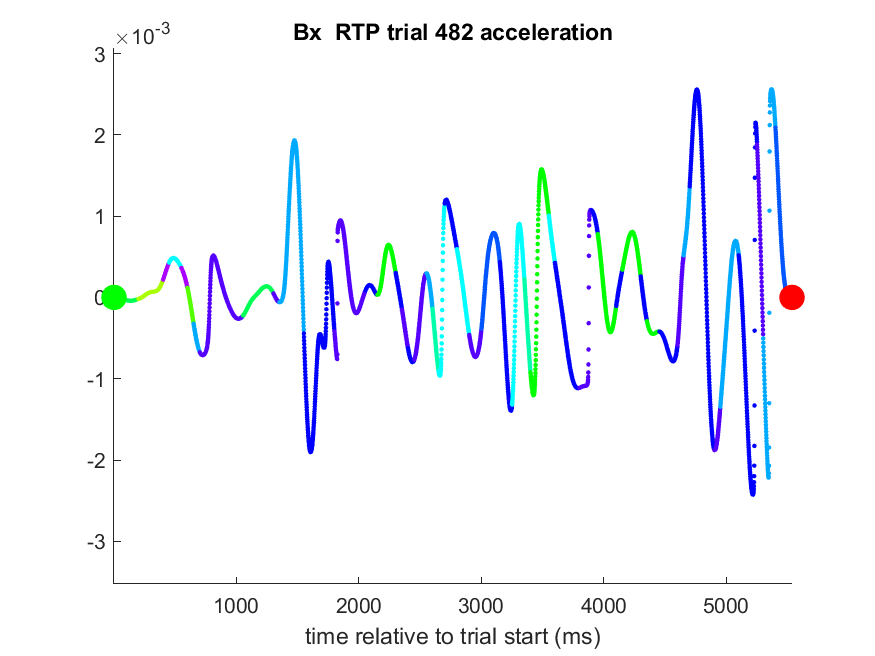 Bx  RTP trial 482 acceleration
×10-3
3
2
1
0
-1
-2
-3
1000 2000 3000 4000 5000
time relative to trial start (ms)